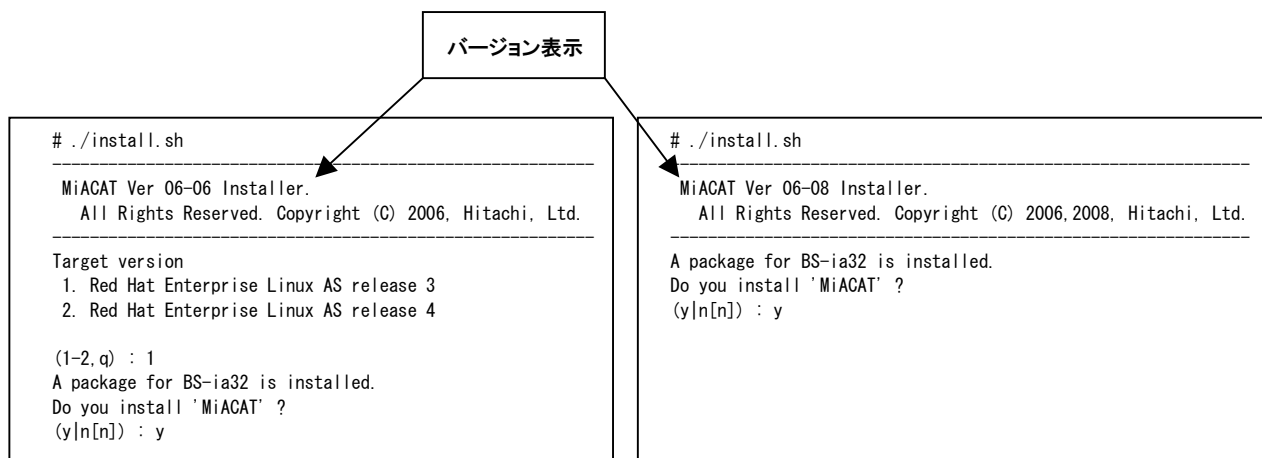 バージョン表示
# ./install.sh
------------------------------------------------------------
MiACAT Ver 06-06 Installer.
All Rights Reserved. Copyright (C) 2006, Hitachi, Ltd.
------------------------------------------------------------
Target version
1. Red Hat Enterprise Linux AS release 3
2. Red Hat Enterprise Linux AS release 4
(1-2,q) : 1
A package for BS-ia32 is installed.
Do you install 'MiACAT' ?
(y|n[n]) : y
# ./install.sh
------------------------------------------------------------
MiACAT Ver 06-08 Installer.
All Rights Reserved. Copyright (C) 2006,2008, Hitachi, Ltd.
------------------------------------------------------------
A package for BS-ia32 is installed.
Do you install 'MiACAT' ?
(y|n[n]) : y